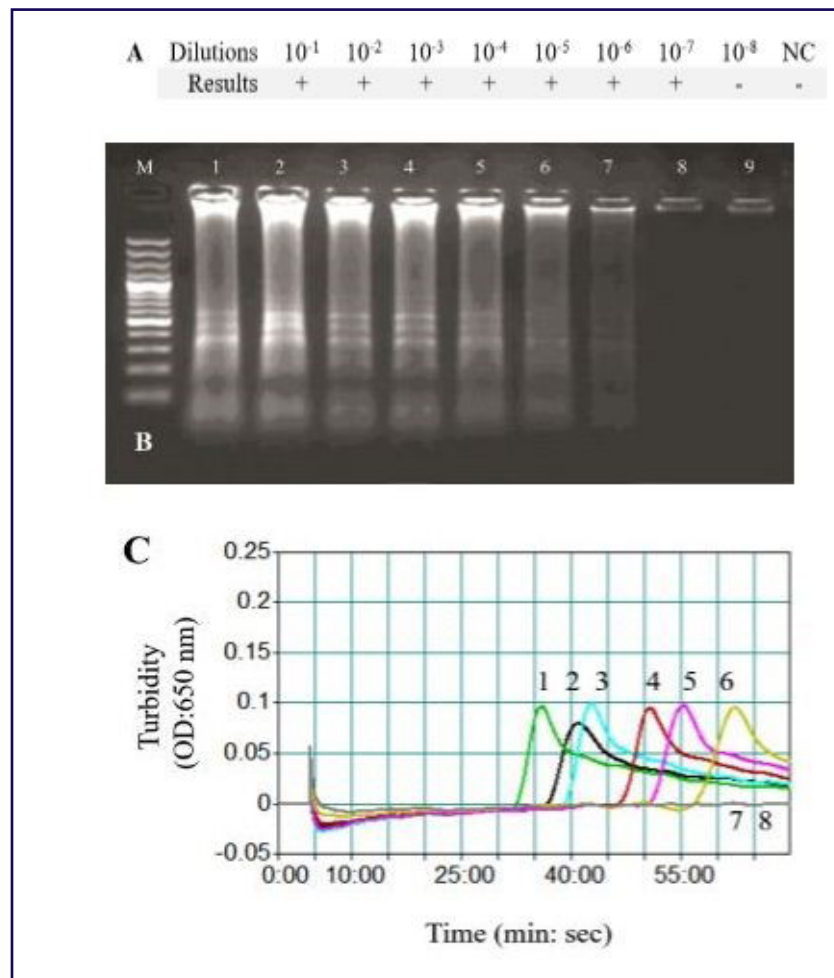 A Dilutions 10⁻¹ 10⁻² 10⁻³ 10⁻⁴ 10⁻⁵ 10⁻⁶ 10⁻⁷ 10⁻⁸ NC
Results + + + + + + + - -
M 1 2 3 4 5 6 7 8 9
B
C
0.25
0.2
0.15
0.1
0.05
0
-0.05
Turbidity
(OD:650 nm)
1 2 3 4 5 6
7 8
0:00 10:00 25:00 40:00 55:00
Time (min: sec)